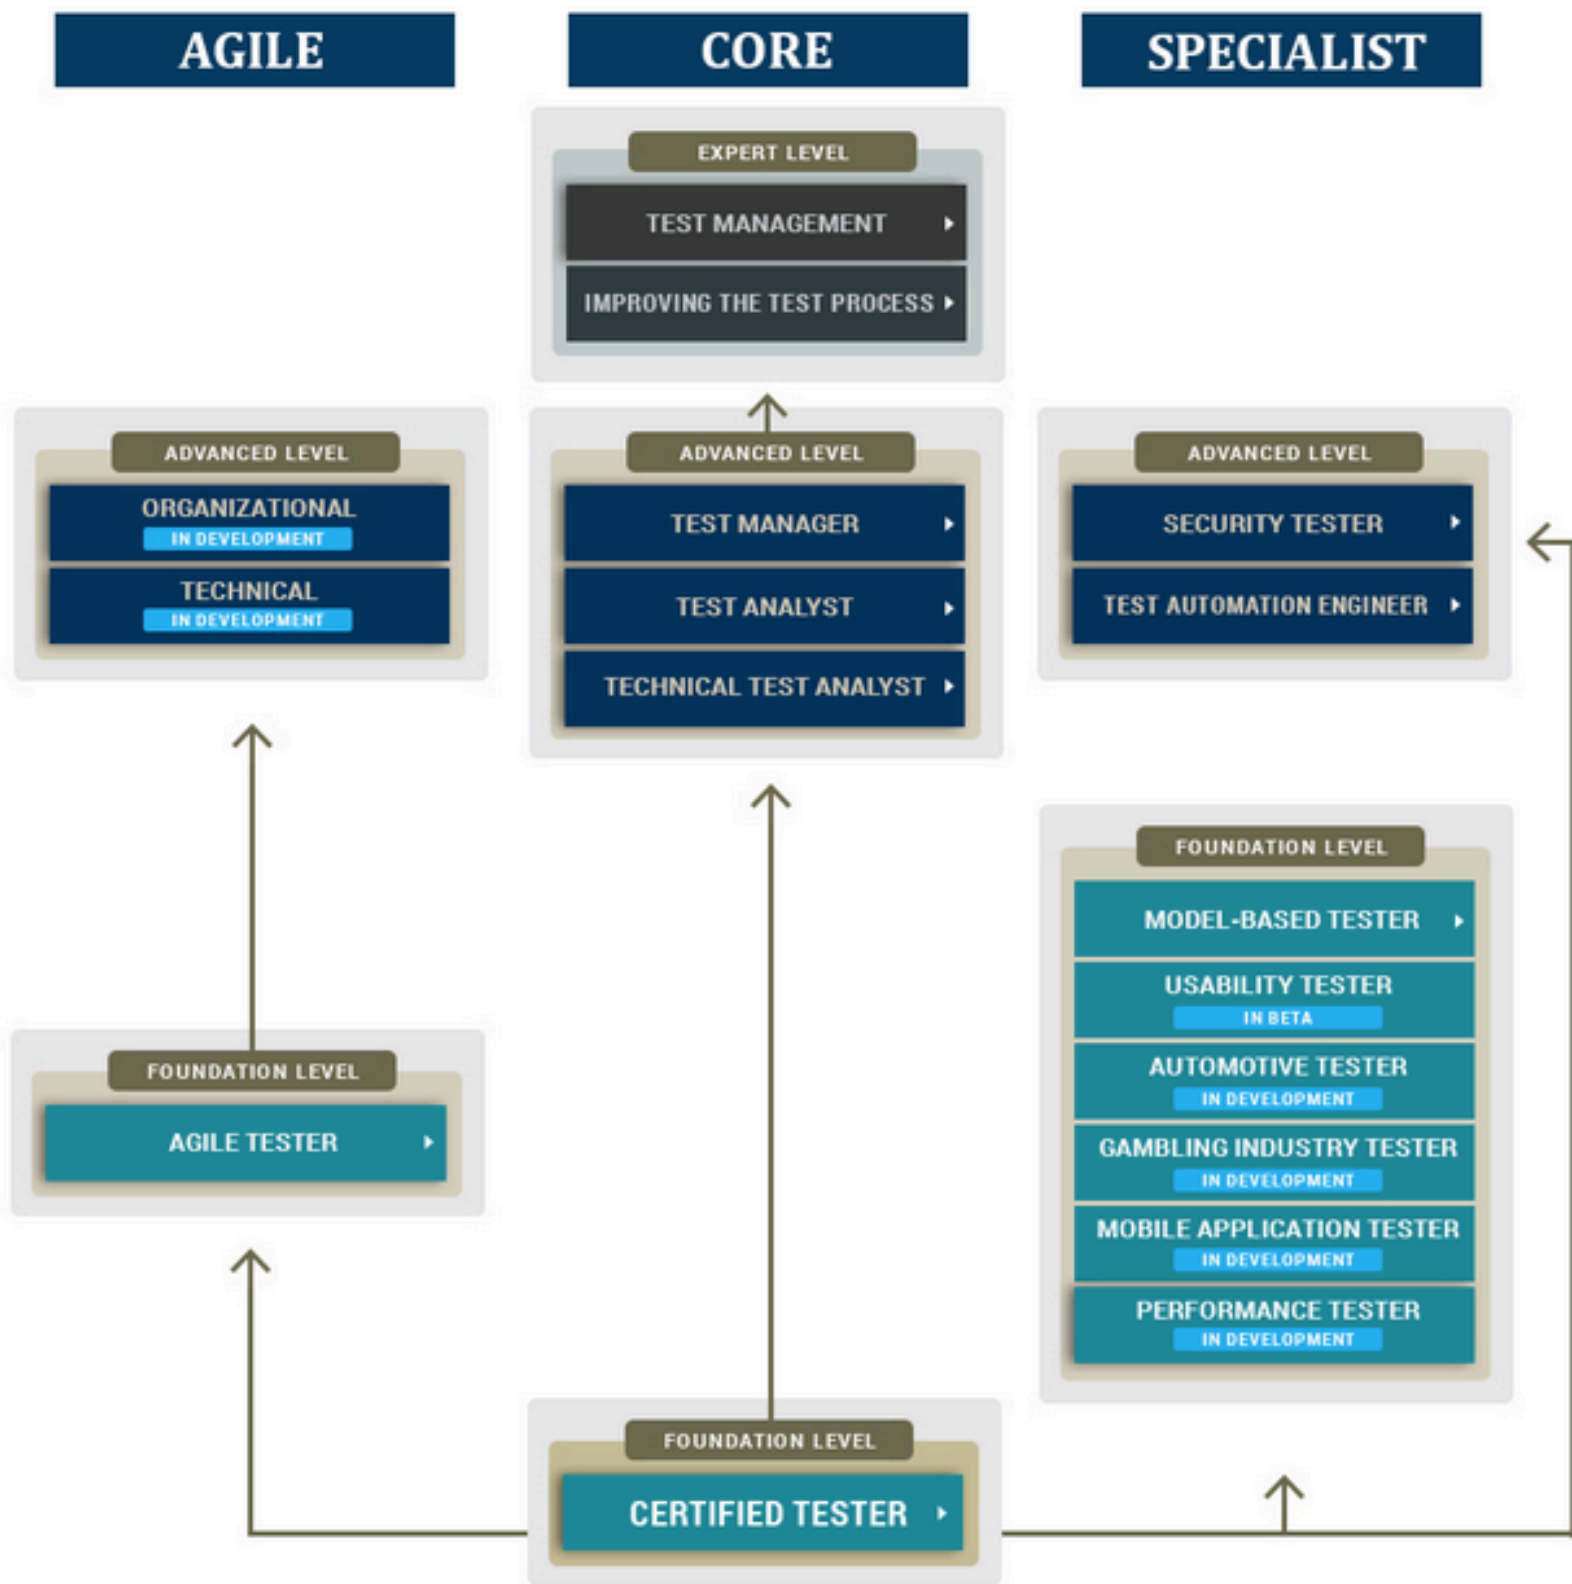 AGILE
CORE
SPECIALIST
EXPERT LEVEL
TEST MANAGEMENT
IMPROVING THE TEST PROCESS
ADVANCED LEVEL
ORGANIZATIONAL
IN DEVELOPMENT
TECHNICAL
IN DEVELOPMENT
ADVANCED LEVEL
TEST MANAGER
TEST ANALYST
TECHNICAL TEST ANALYST
ADVANCED LEVEL
SECURITY TESTER
TEST AUTOMATION ENGINEER
FOUNDATION LEVEL
MODEL-BASED TESTER
USABILITY TESTER
IN BETA
AUTOMOTIVE TESTER
IN DEVELOPMENT
GAMBLING INDUSTRY TESTER
IN DEVELOPMENT
MOBILE APPLICATION TESTER
IN DEVELOPMENT
PERFORMANCE TESTER
IN DEVELOPMENT
FOUNDATION LEVEL
AGILE TESTER
FOUNDATION LEVEL
CERTIFIED TESTER